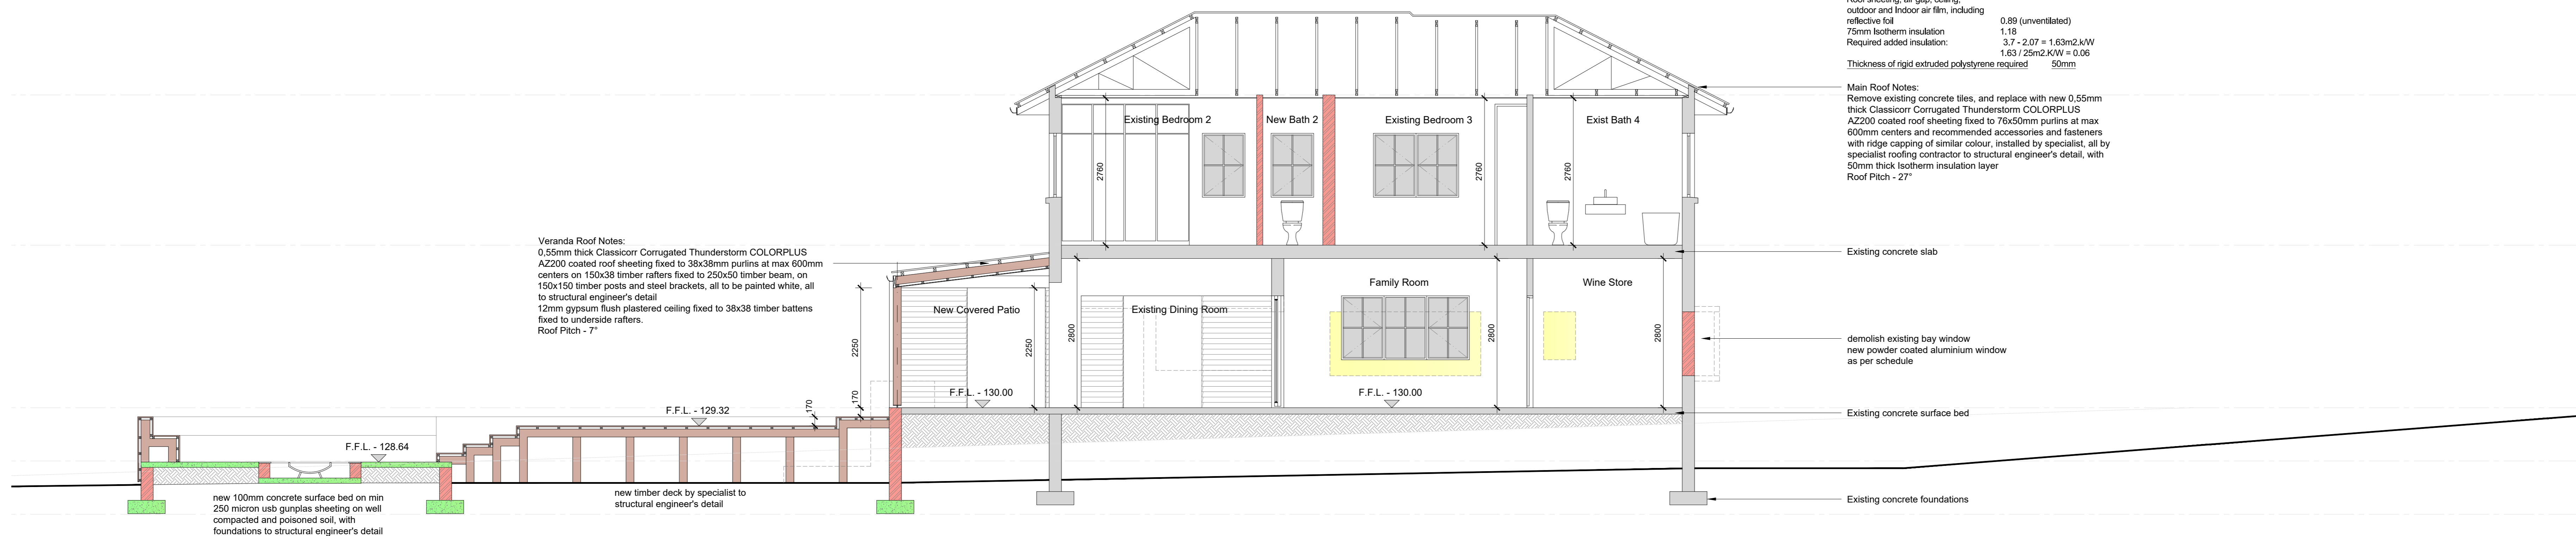 Roof sheeting, air gap, ceiling,
outdoor and Indoor air film, including
reflective foil 0.89 (unventilated)
75mm Isotherm insulation 1.18
Required added insulation: 3.7 - 2.07 = 1.63m2.k/W
1.63 / 25m2.K/W = 0.06
Thickness of rigid extruded polystyrene required 50mm
Main Roof Notes:
Remove existing concrete tiles, and replace with new 0,55mm
thick Classicorr Corrugated Thunderstorm COLORPLUS
AZ200 coated roof sheeting fixed to 76x50mm purlins at max
600mm centers and recommended accessories and fasteners
with ridge capping of similar colour, installed by specialist, all by
specialist roofing contractor to structural engineer's detail, with
50mm thick Isotherm insulation layer
Roof Pitch - 27°
Existing Bedroom 2
New Bath 2
Existing Bedroom 3
Exist Bath 4
2760
2760
2760
Veranda Roof Notes:
0,55mm thick Classicorr Corrugated Thunderstorm COLORPLUS
AZ200 coated roof sheeting fixed to 38x38mm purlins at max 600mm
centers on 150x38 timber rafters fixed to 250x50 timber beam, on
150x150 timber posts and steel brackets, all to be painted white, all
to structural engineer's detail
12mm gypsum flush plastered ceiling fixed to 38x38 timber battens
fixed to underside rafters.
Roof Pitch - 7°
Existing concrete slab
New Covered Patio
Existing Dining Room
Family Room
Wine Store
2250
2250
2800
2800
2800
demolish existing bay window
new powder coated aluminium window
as per schedule
F.F.L. - 130.00
F.F.L. - 130.00
170
170
F.F.L. - 129.32
F.F.L. - 128.64
Existing concrete surface bed
new 100mm concrete surface bed on min
250 micron usb gunplas sheeting on well
compacted and poisoned soil, with
foundations to structural engineer's detail
new timber deck by specialist to
structural engineer's detail
Existing concrete foundations